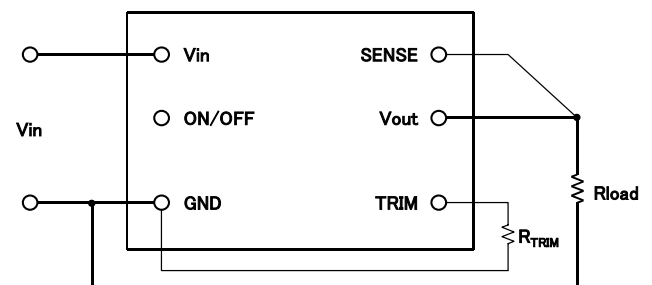 Vin SENSE
ON/OFF Vout
Vin
GND TRIM Rload
RTRIM